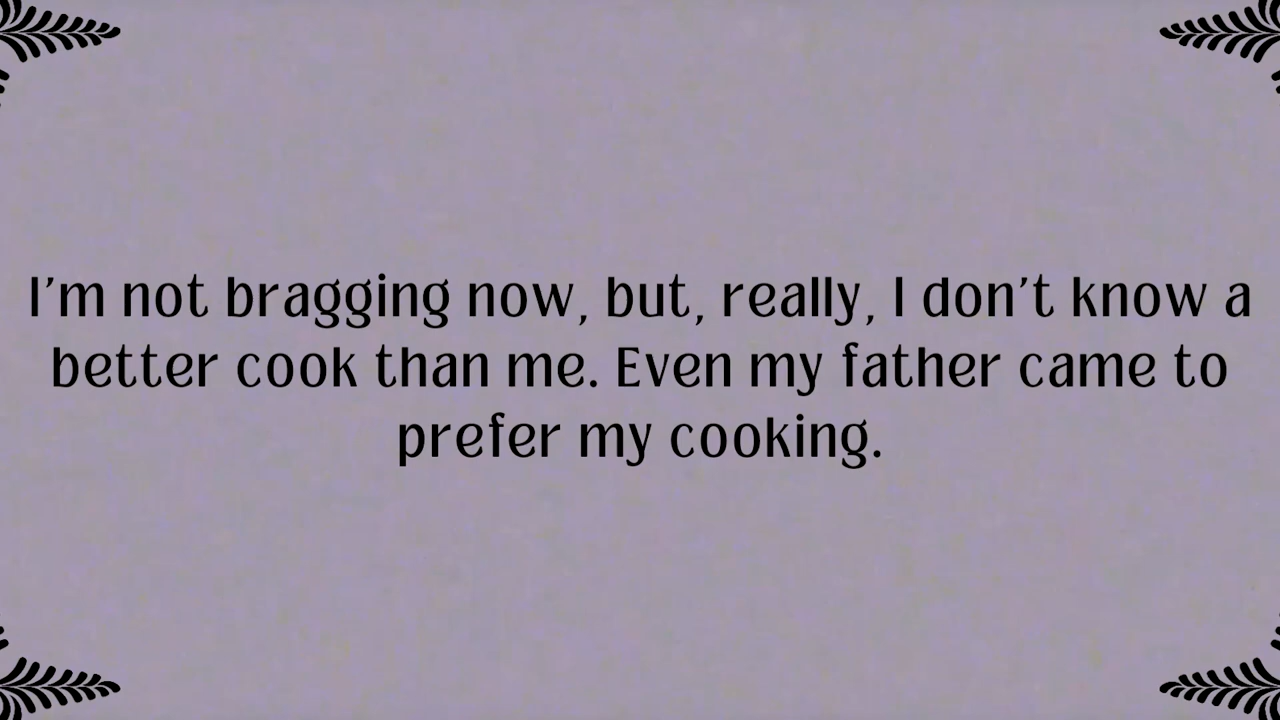 I’m not bragging now, but, really, I don’t know a
better cook than me. Even my father came to
prefer my cooking.